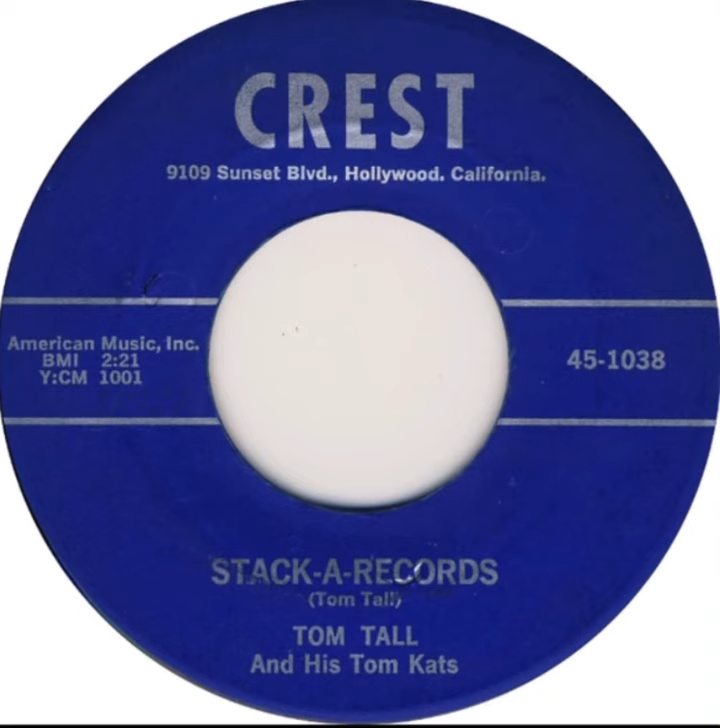 CREST
9109 Sunset Blvd., Hollywood. California.
American Music, Inc.
BMI 2:21
Y:CM 1001
45-1038
STACK-A-RECORDS
(Tom Tall)
TOM TALL
And His Tom Kats